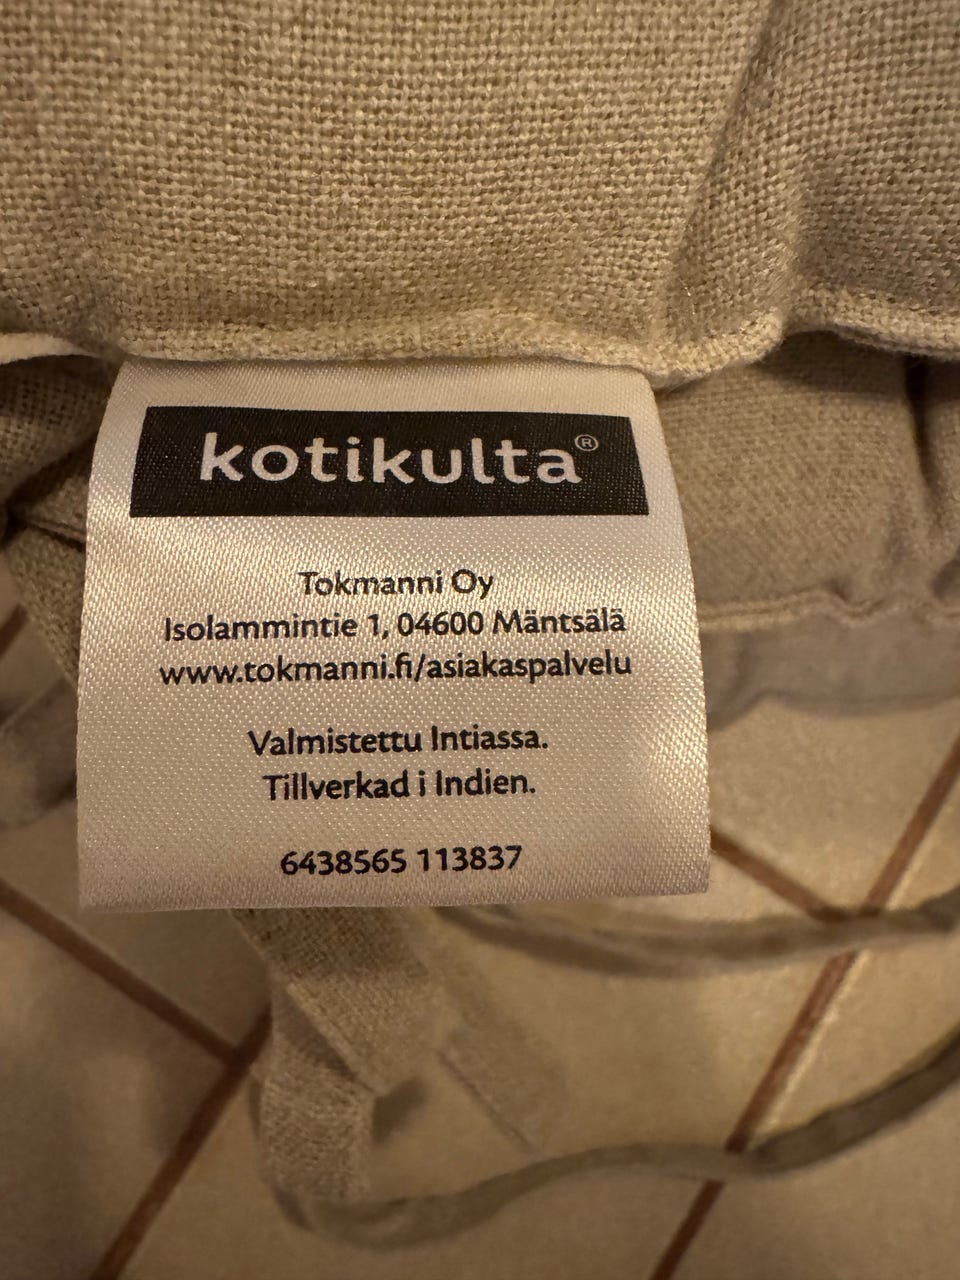 kotikulta®
Tokmanni Oy
Isolammintie 1, 04600 Mäntsälä
www.tokmanni.fi/asiakaspalvelu
Valmistettu Intiassa.
Tillverkad i Indien.
6438565 113837